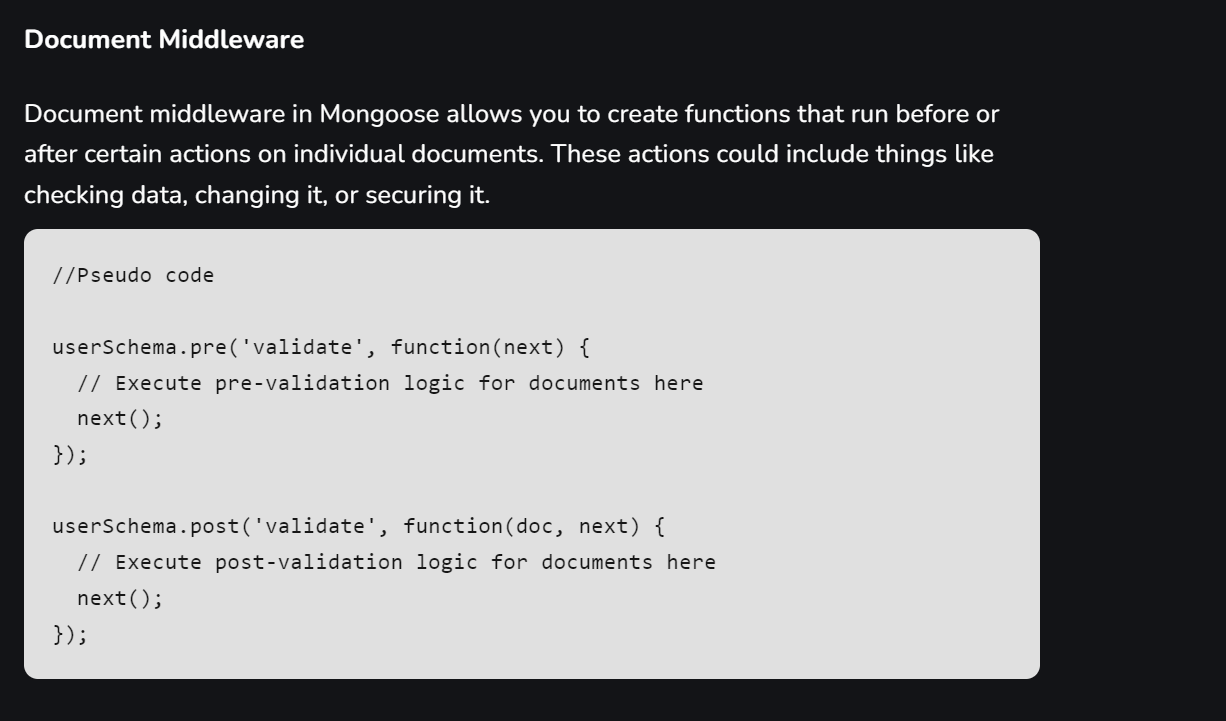 Document Middleware
Document middleware in Mongoose allows you to create functions that run before or
after certain actions on individual documents. These actions could include things like
checking data, changing it, or securing it.
//Pseudo code
userSchema.pre('validate', function(next) {
  // Execute pre-validation logic for documents here
  next();
});
userSchema.post('validate', function(doc, next) {
  // Execute post-validation logic for documents here
  next();
});